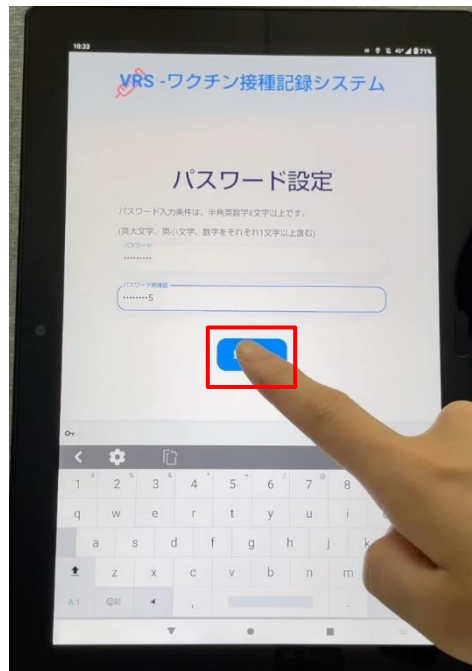 10:33
71%
VRS -ワクチン接種記録システム
パスワード設定
パスワード入力条件は、半角英数字8文字以上です。
(英大文字、英小文字、数字をそれぞれ1文字以上含む)
パスワード
•••••••••
パスワード再確認
••••••••5
1 2 3 4 5 6 7 8
q w e r t y u i
a s d f g h j k
z x c v b n m